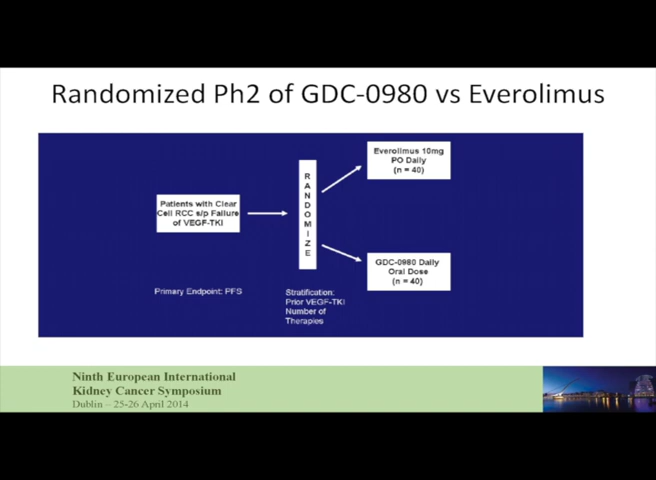 Randomized Ph2 of GDC-0980 vs Everolimus
Everolimus 10mg
PO Daily
(n = 40)
RANDOMIZE
Patients with Clear
Cell RCC s/p Failure
of VEGF-TKI
GDC-0980 Daily
Oral Dose
(n = 40)
Primary Endpoint: PFS
Stratification:
Prior VEGF-TKI
Number of
Therapies
Ninth European International
Kidney Cancer Symposium
Dublin – 25-26 April 2014